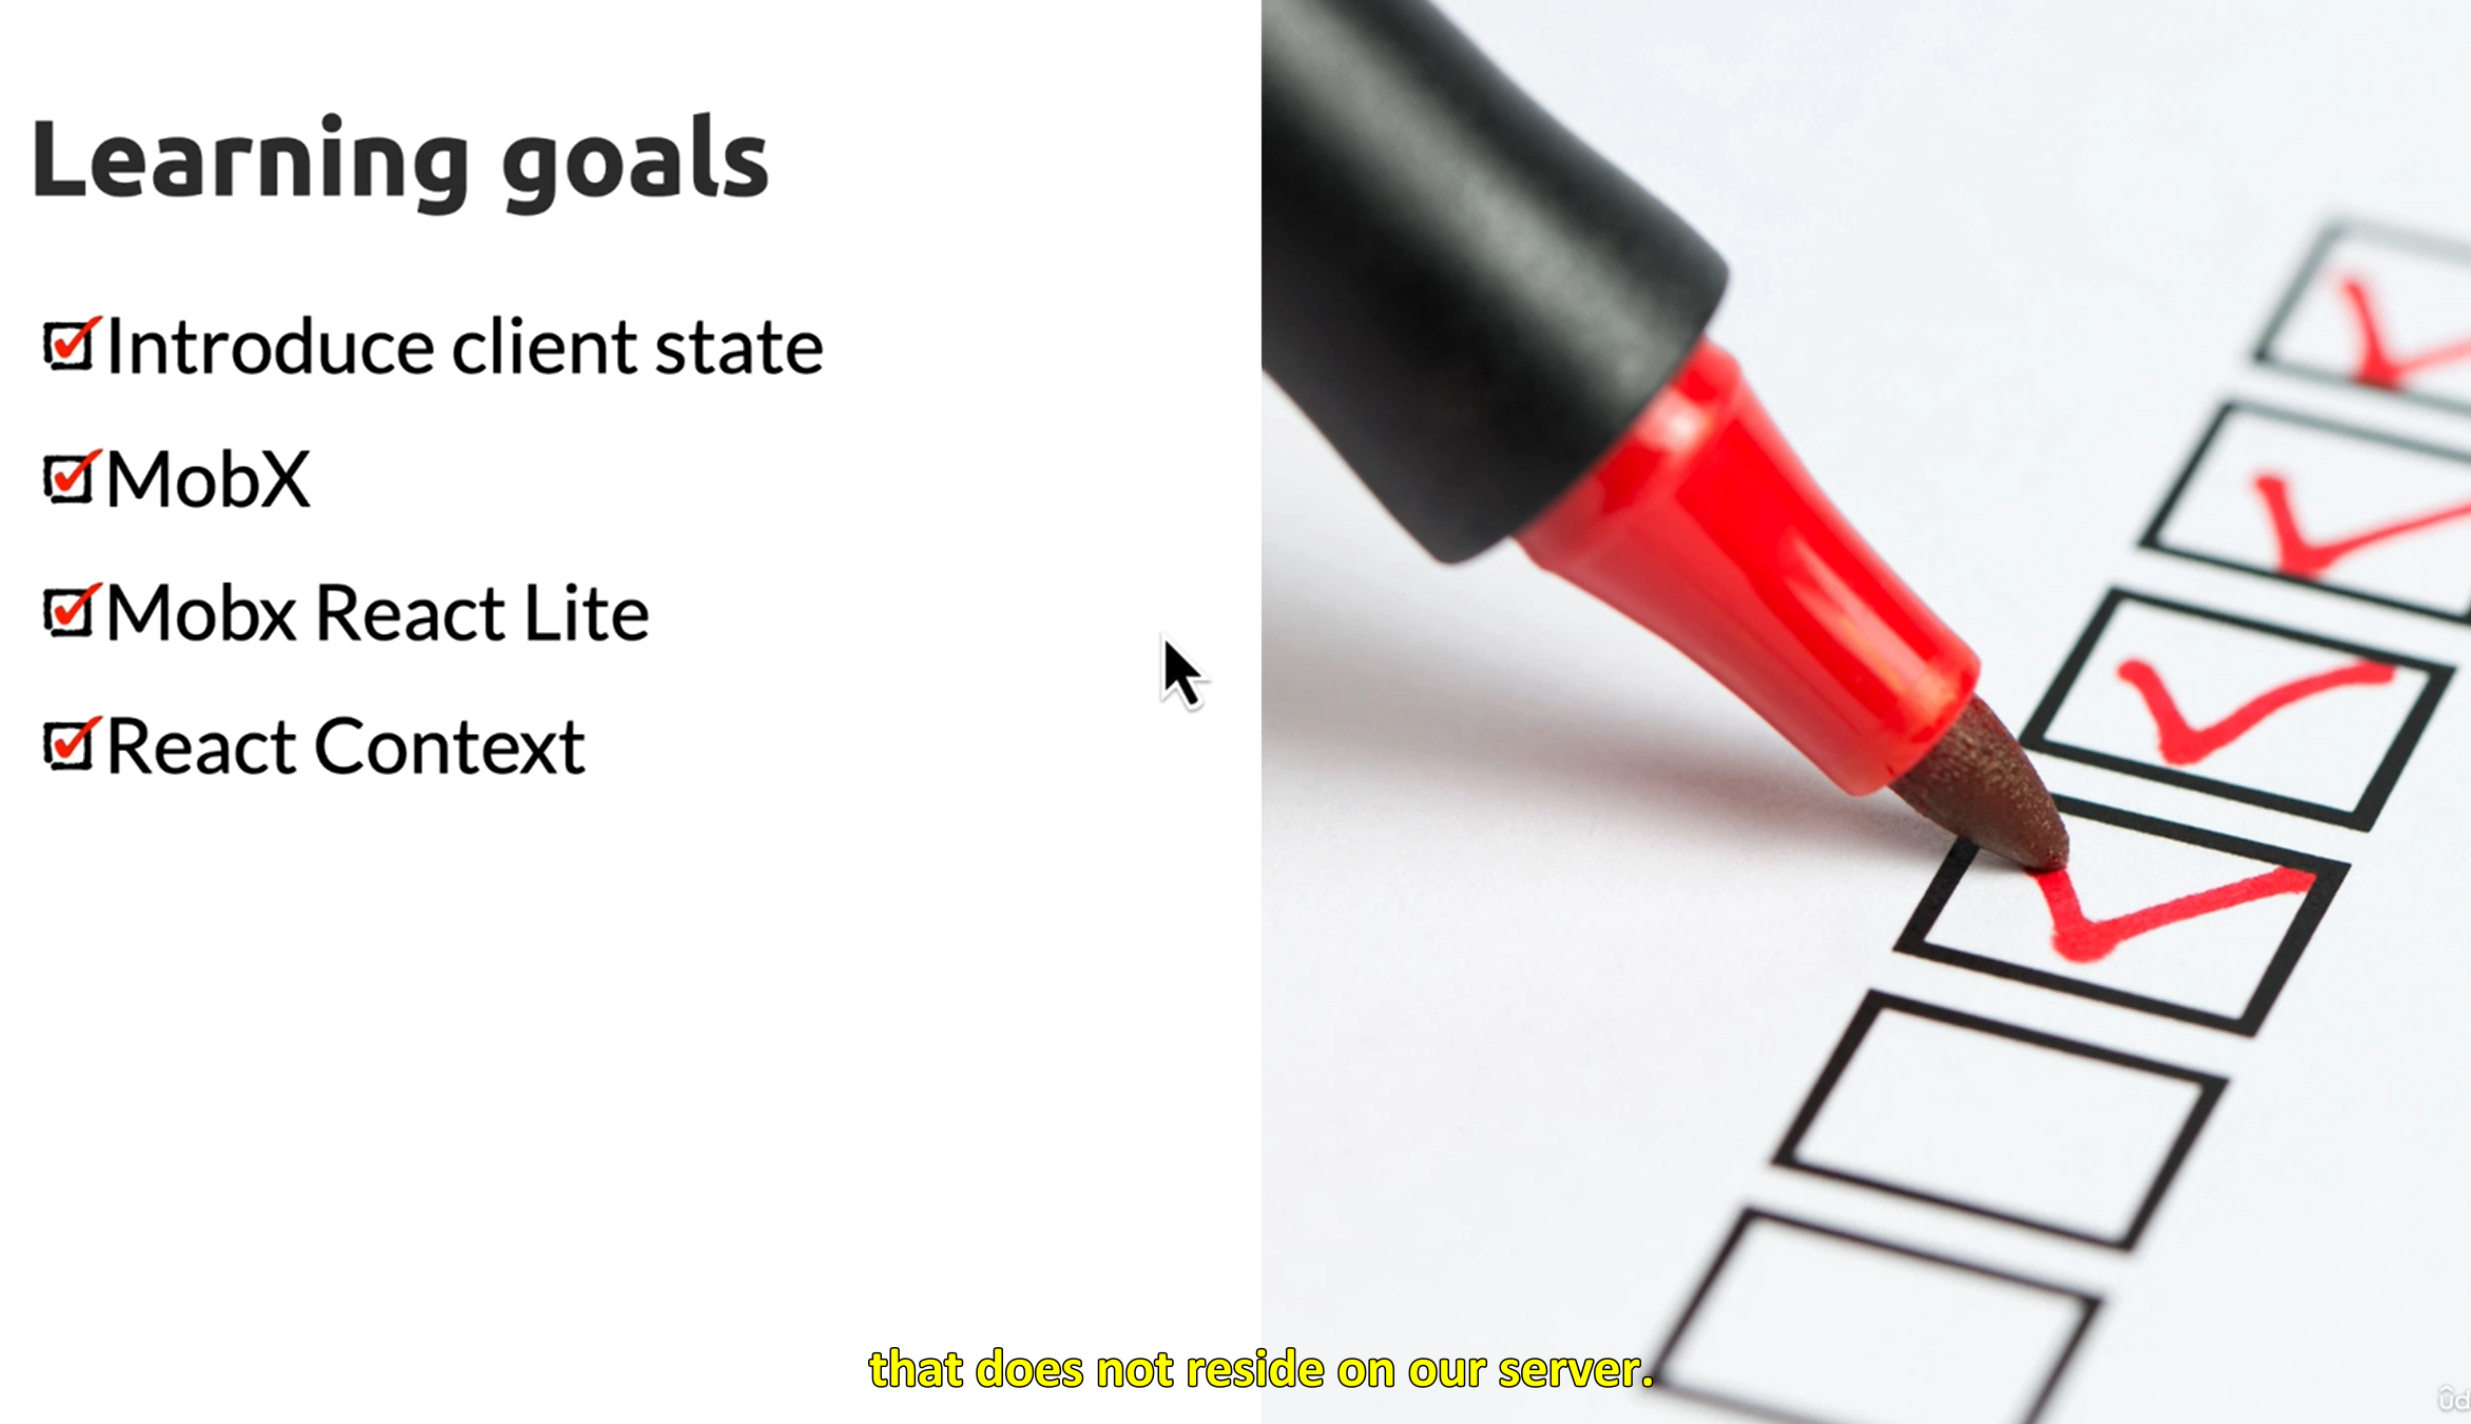 Learning goals
Introduce client state
MobX
Mobx React Lite
React Context
that does not reside on our server.